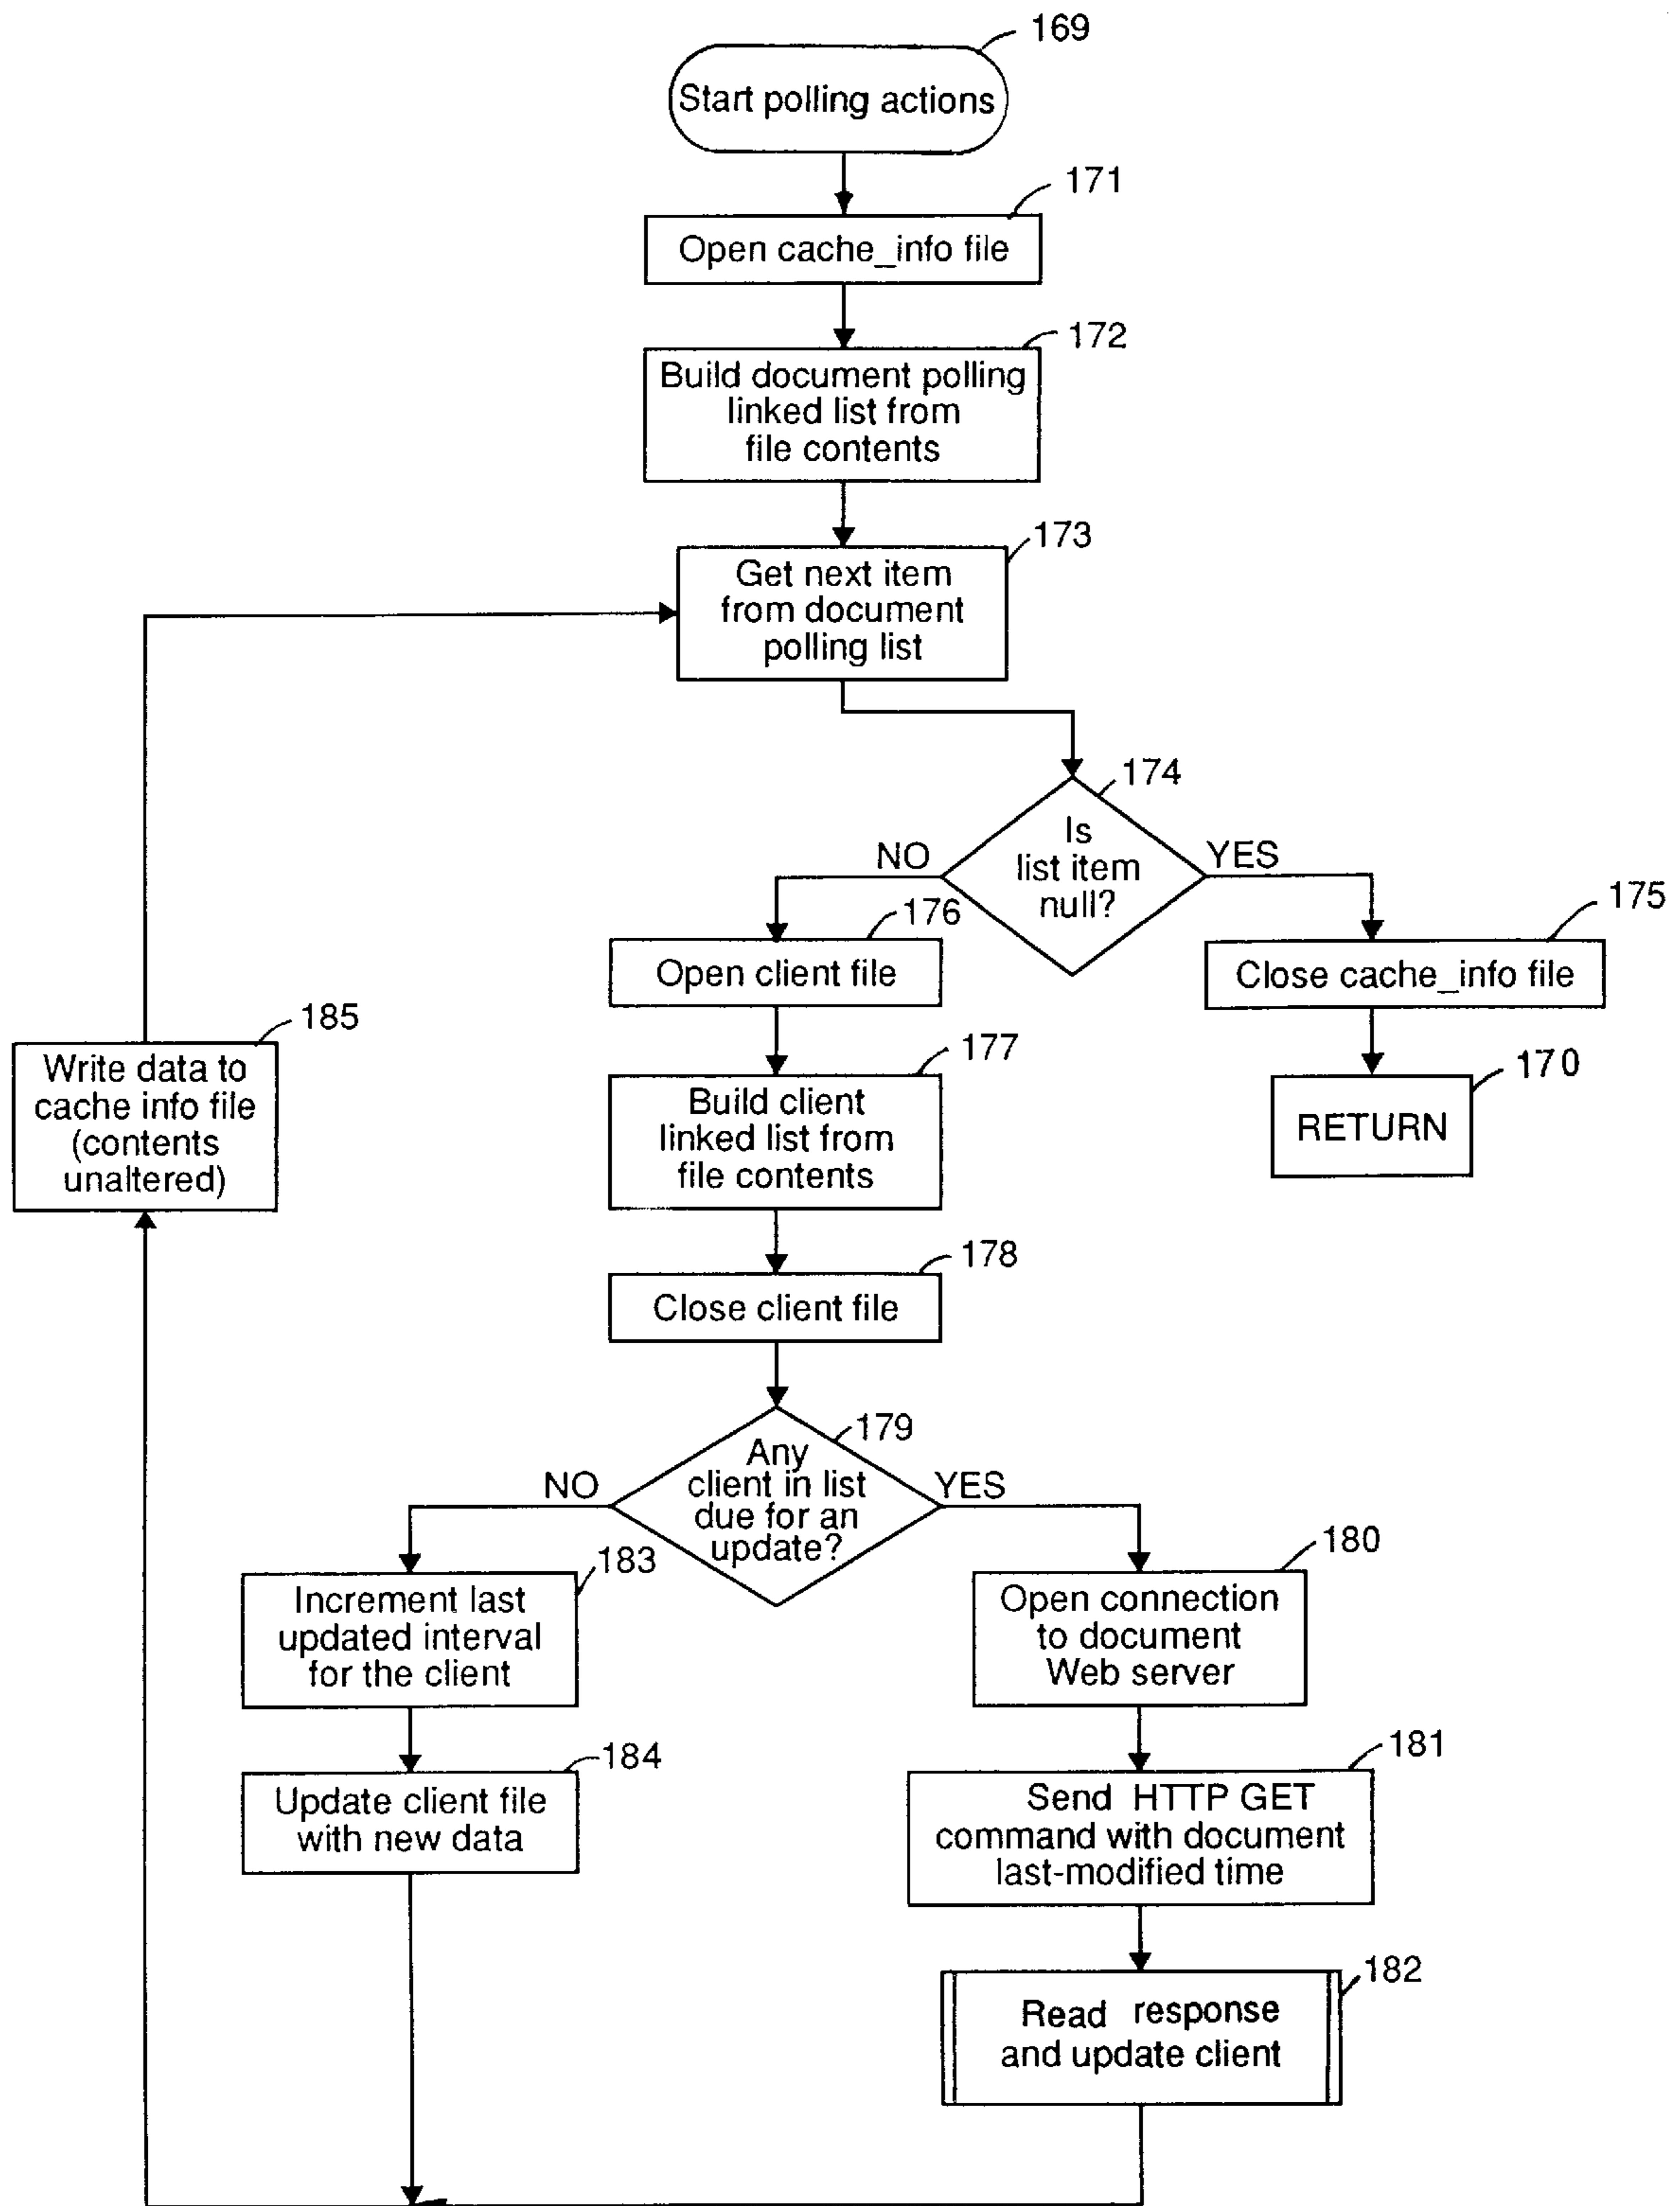 169
Start polling actions
171
Open cache_info file
172
Build document polling
linked list from
file contents
173
Get next item
from document
polling list
174
Is
list item
null?
NO
YES
175
Close cache_info file
170
RETURN
176
Open client file
177
Build client
linked list from
file contents
178
Close client file
179
Any
client in list
due for an
update?
NO
YES
180
Open connection
to document
Web server
181
Send HTTP GET
command with document
last-modified time
182
Read response
and update client
183
Increment last
updated interval
for the client
184
Update client file
with new data
185
Write data to
cache info file
(contents
unaltered)